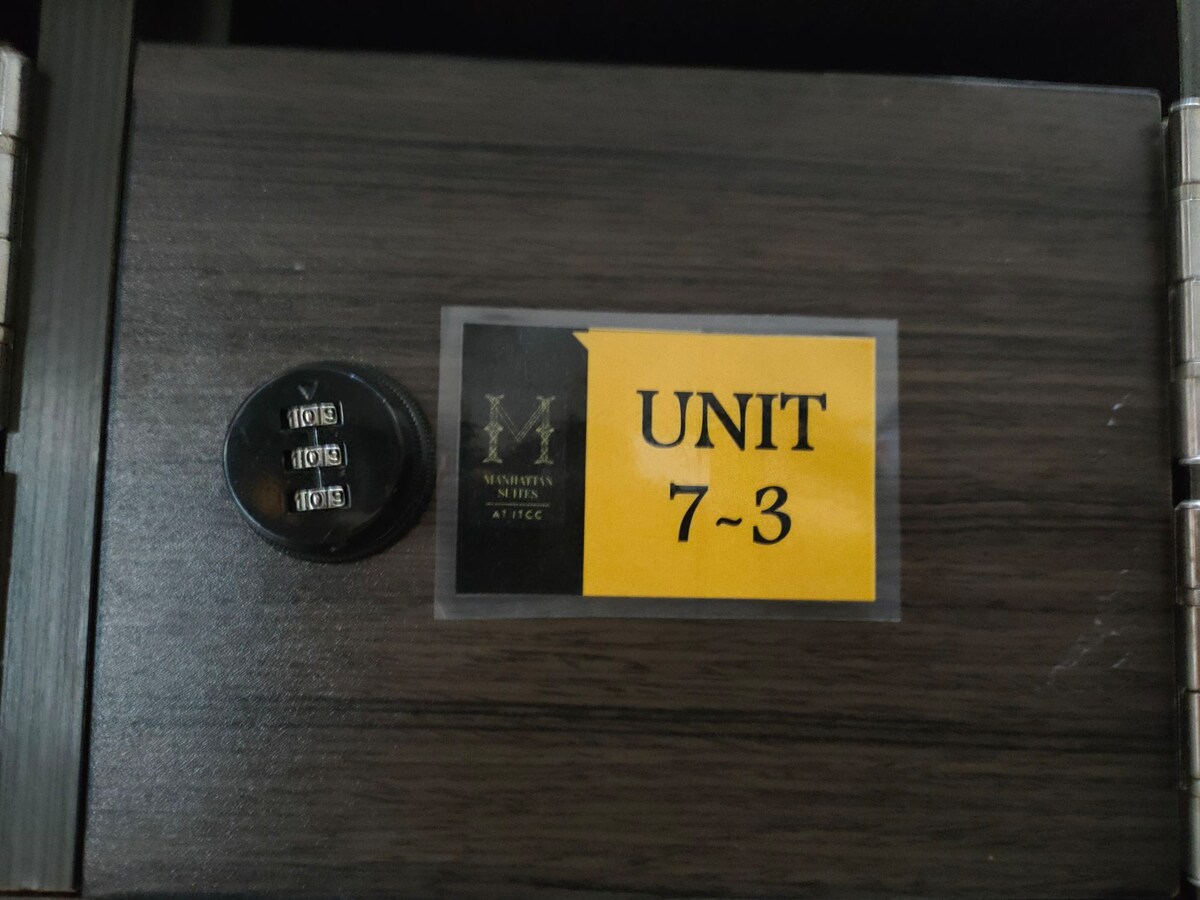 109
109
109
M
MANHATTAN
SUITES
AT ITCC
UNIT
7~3